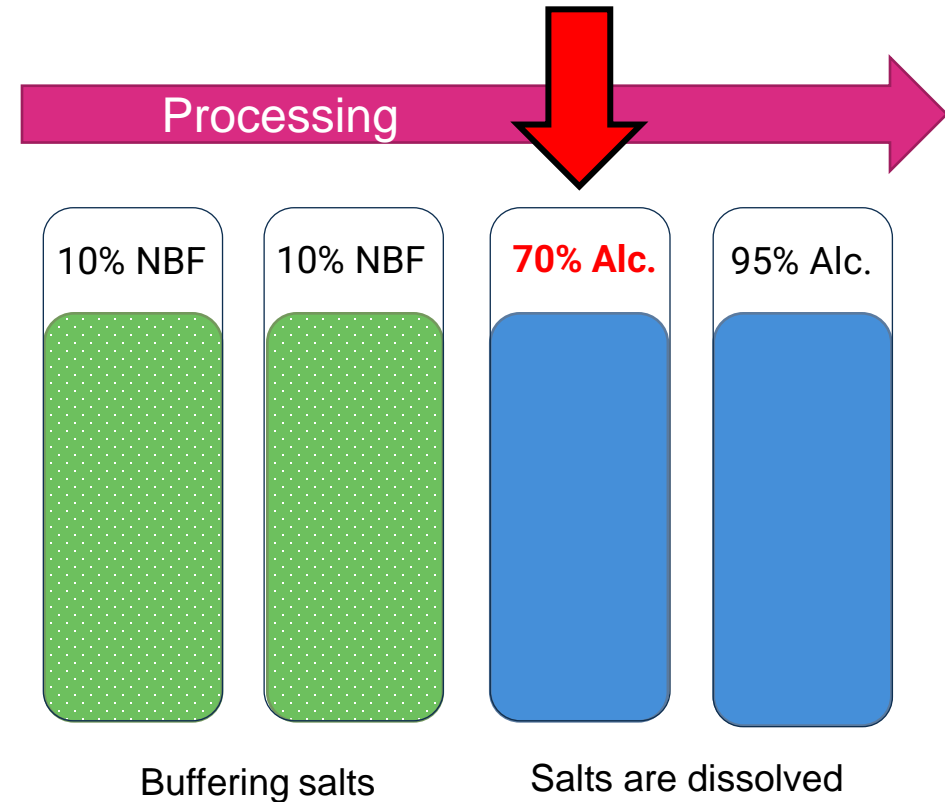 Processing
10% NBF
10% NBF
70% Alc.
95% Alc.
Buffering salts
Salts are dissolved